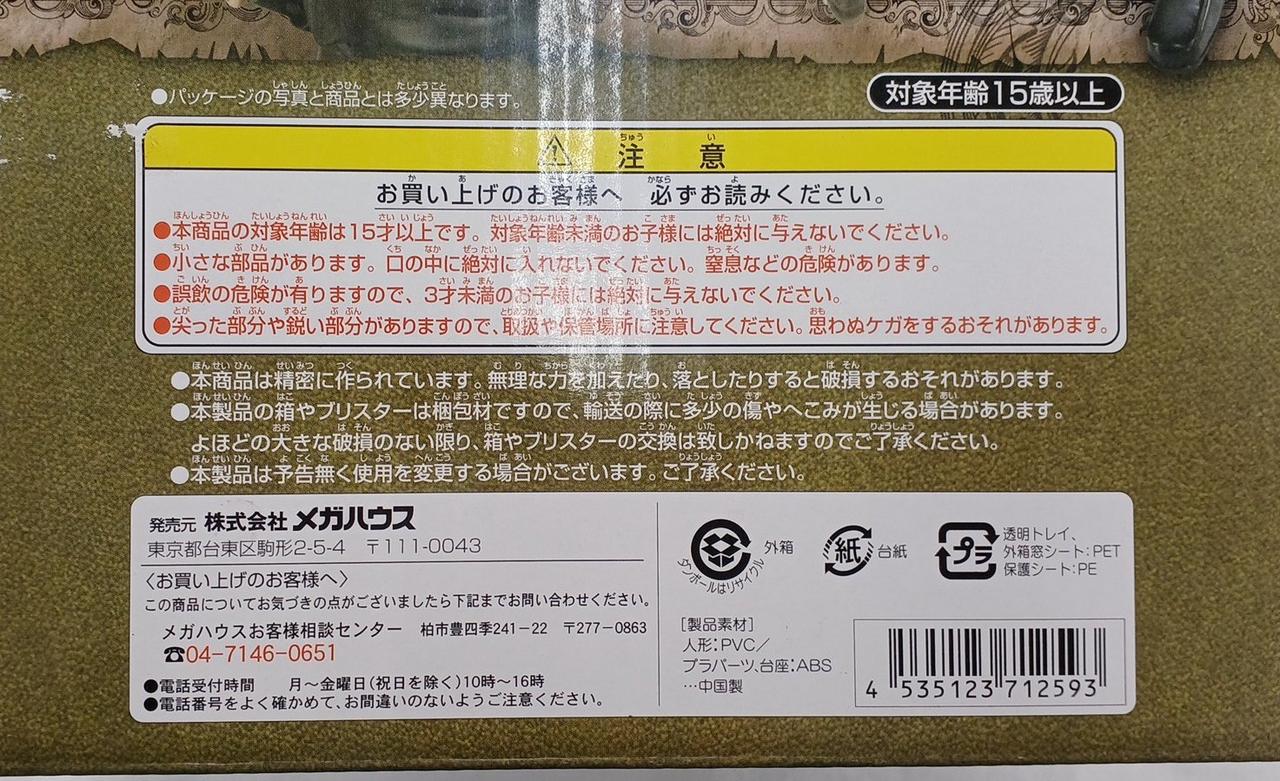 ●パッケージの写真と商品とは多少異なります。
対象年齢15歳以上
⚠ 注意
お買い上げのお客様へ 必ずお読みください。
●本商品の対象年齢は15才以上です。対象年齢未満のお子様には絶対に与えないでください。
●小さな部品があります。口の中に絶対に入れないでください。窒息などの危険があります。
●誤飲の危険が有りますので、3才未満のお子様には絶対に与えないでください。
●尖った部分や鋭い部分がありますので、取扱や保管場所に注意してください。思わぬケガをするおそれがあります。
●本商品は精密に作られています。無理な力を加えたり、落としたりすると破損するおそれがあります。
●本製品の箱やブリスターは梱包材ですので、輸送の際に多少の傷やへこみが生じる場合があります。
よほどの大きな破損のない限り、箱やブリスターの交換は致しかねますのでご了承ください。
●本製品は予告無く使用を変更する場合がございます。ご了承ください。
発売元 株式会社メガハウス
東京都台東区駒形2-5-4 〒111-0043
〈お買い上げのお客様へ〉
この商品についてお気づきの点がございましたら下記までお問い合わせください。
メガハウスお客様相談センター 柏市豊四季241-22 〒277-0863
☎04-7146-0651
●電話受付時間 月〜金曜日(祝日を除く)10時〜16時
●電話番号をよく確かめて、お間違いのないようご注意ください。
外箱
ダンボールはリサイクル
紙
台紙
プラ
透明トレイ、
外箱窓シート:PET
保護シート:PE
[製品素材]
人形:PVC/
プラパーツ、台座:ABS
…中国製
4 535123 712593